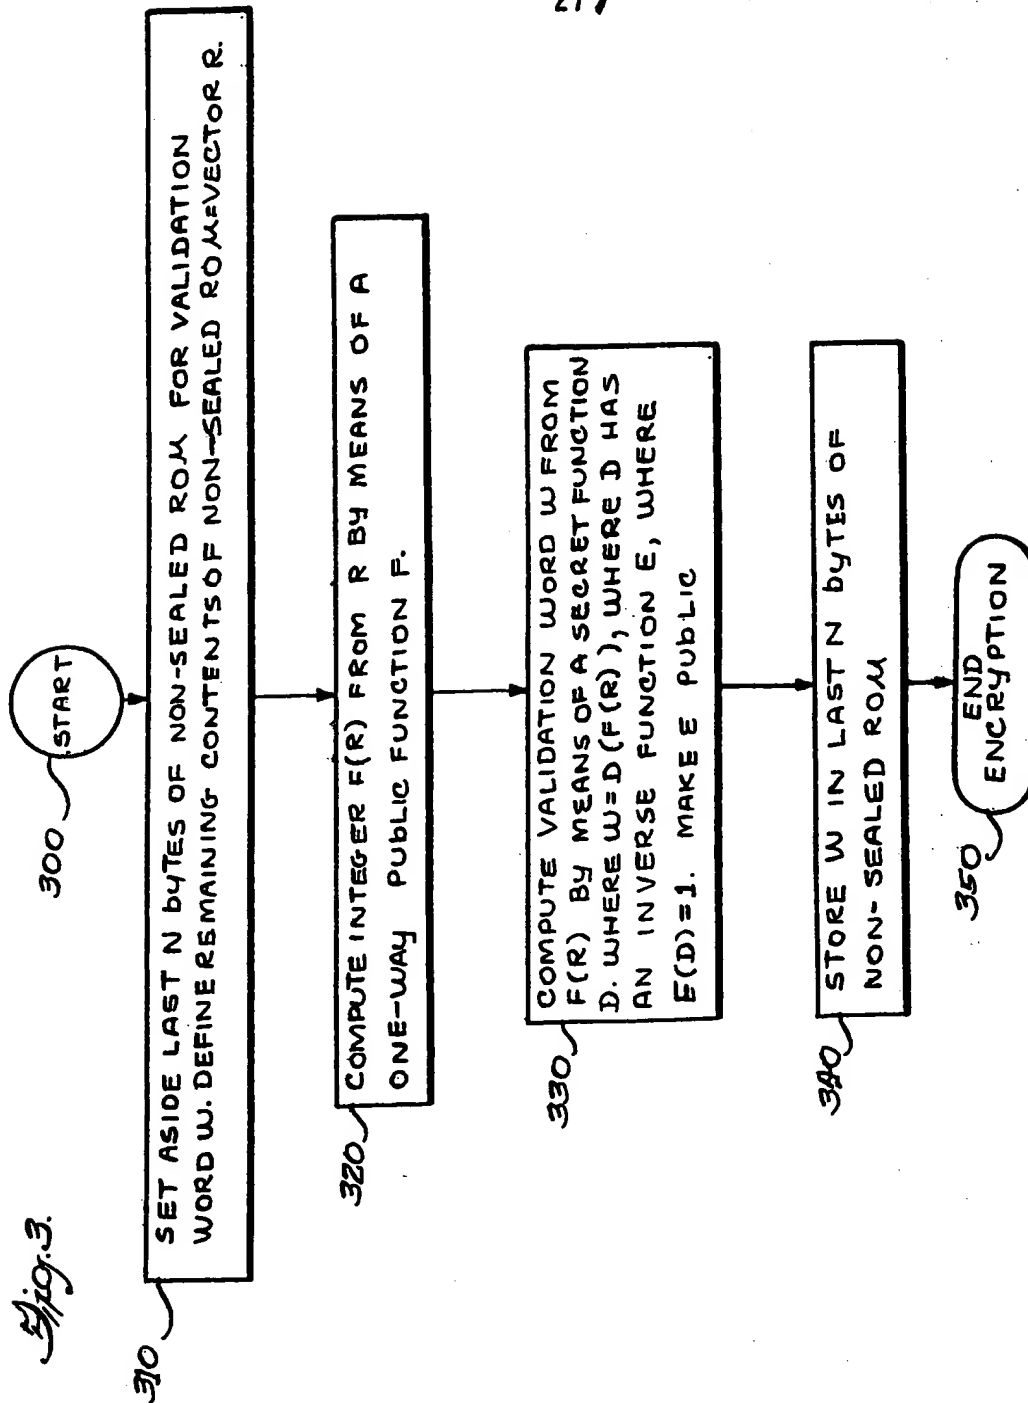 2/7
Fig. 3.
300
START
310
SET ASIDE LAST N bYTES OF NON-SEALED ROM FOR VALIDATION
WORD W. DEFINE REMAINING CONTENTS OF NON-SEALED ROM=VECTOR R.
320
COMPUTE INTEGER F(R) FROM R BY MEANS OF A
ONE-WAY PUBLIC FUNCTION F.
330
COMPUTE VALIDATION WORD W FROM
F(R) BY MEANS OF A SECRET FUNCTION
D. WHERE W=D(F(R)), WHERE D HAS
AN INVERSE FUNCTION E, WHERE
E(D)=1. MAKE E PUBLIC
340
STORE W IN LAST N bYTES OF
NON-SEALED ROM
350
END
ENCRYPTION